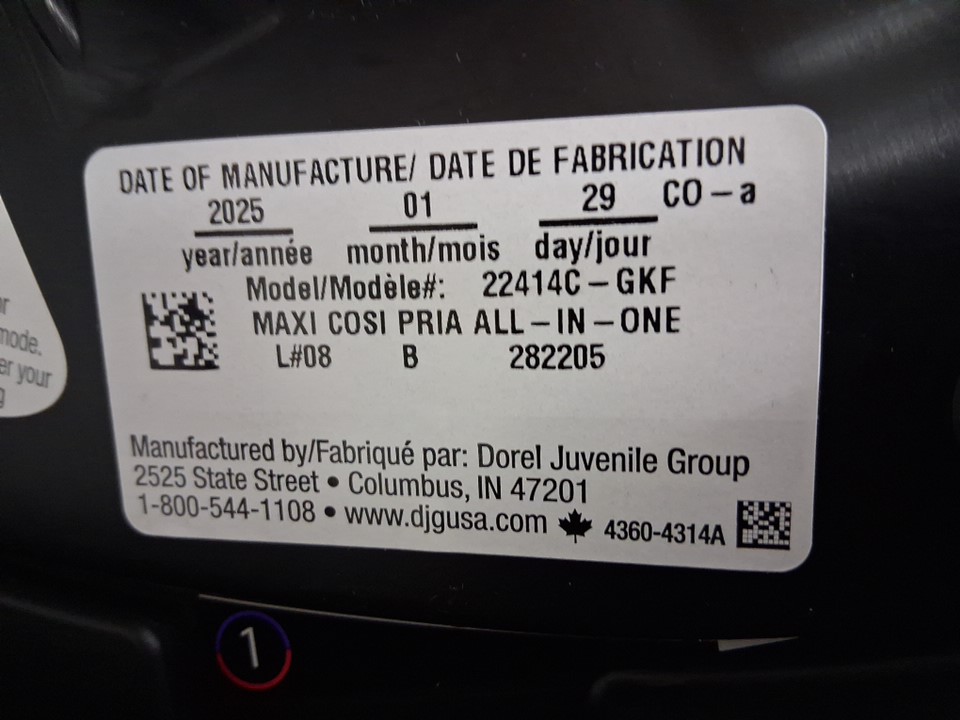 DATE OF MANUFACTURE/ DATE DE FABRICATION
2025 01 29 CO-a
year/année month/mois day/jour
Model/Modèle#: 22414C-GKF
MAXI COSI PRIA ALL-IN-ONE
L#08 B 282205
Manufactured by/Fabriqué par: Dorel Juvenile Group
2525 State Street • Columbus, IN 47201
1-800-544-1108 • www.djgusa.com 4360-4314A
mode.
your
1